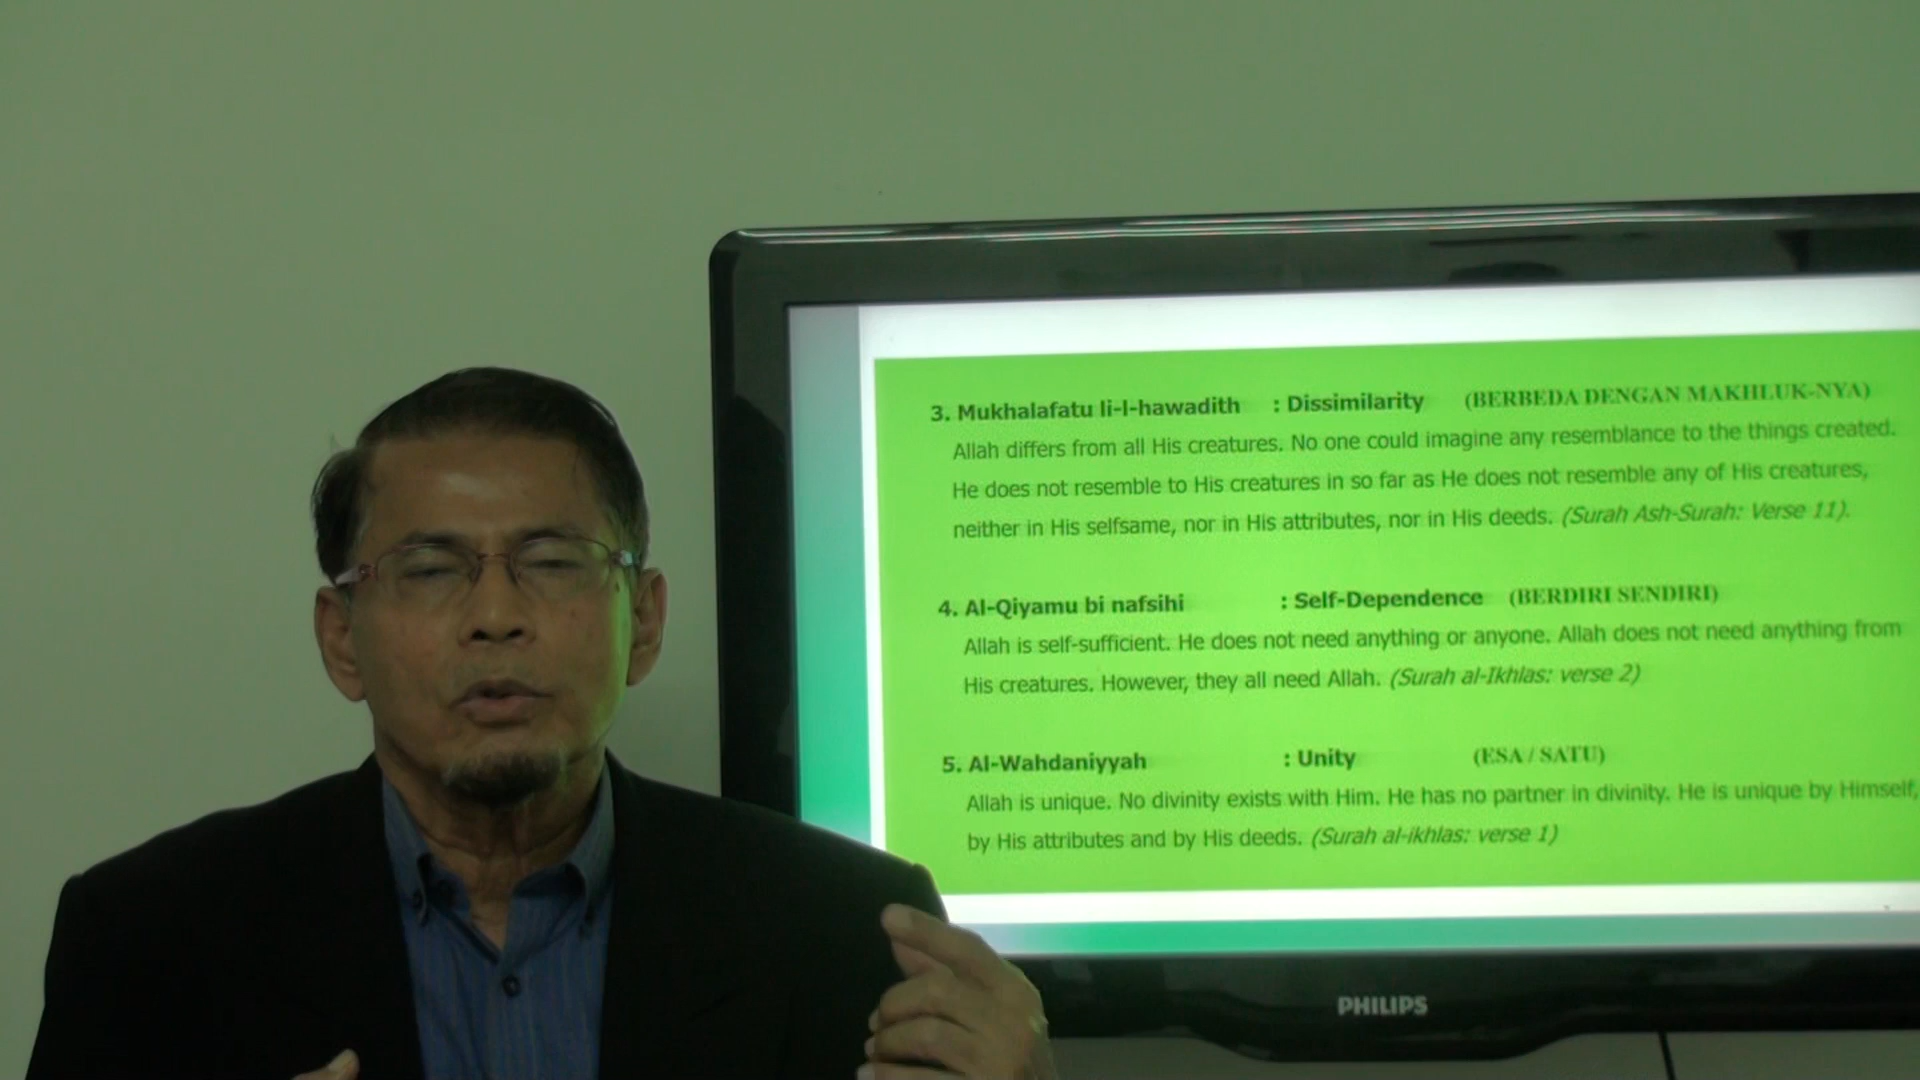 3. Mukhalafatu li-l-hawadith : Dissimilarity (BERBEDA DENGAN MAKHLUK-NYA)
Allah differs from all His creatures. No one could imagine any resemblance to the things created.
He does not resemble to His creatures in so far as He does not resemble any of His creatures,
neither in His selfsame, nor in His attributes, nor in His deeds. (Surah Ash-Surah: Verse 11).
4. Al-Qiyamu bi nafsihi : Self-Dependence (BERDIRI SENDIRI)
Allah is self-sufficient. He does not need anything or anyone. Allah does not need anything from
His creatures. However, they all need Allah. (Surah al-Ikhlas: verse 2)
5. Al-Wahdaniyyah : Unity (ESA / SATU)
Allah is unique. No divinity exists with Him. He has no partner in divinity. He is unique by Himself,
by His attributes and by His deeds. (Surah al-ikhlas: verse 1)
PHILIPS